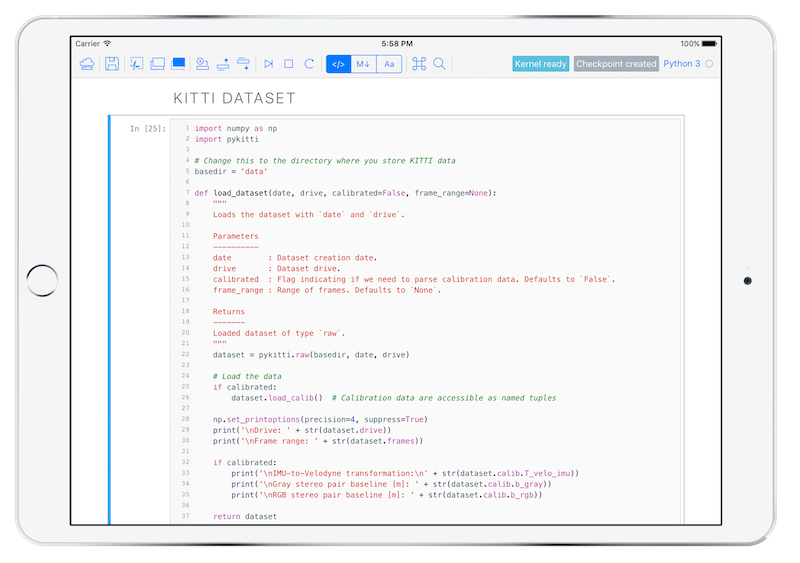 Carrier 5:58 PM 100%
</> M↓ Aa Kernel ready Checkpoint created Python 3
KITTI DATASET
In [25]:
1 import numpy as np
2 import pykitti
3
4 # Change this to the directory where you store KITTI data
5 basedir = 'data'
6
7 def load_dataset(date, drive, calibrated=False, frame_range=None):
8     """
9     Loads the dataset with `date` and `drive`.
10
11     Parameters
12     ----------
13     date        : Dataset creation date.
14     drive       : Dataset drive.
15     calibrated  : Flag indicating if we need to parse calibration data. Defaults to `False`.
16     frame_range : Range of frames. Defaults to `None`.
17
18     Returns
19     -------
20     Loaded dataset of type `raw`.
21     """
22     dataset = pykitti.raw(basedir, date, drive)
23
24     # Load the data
25     if calibrated:
26         dataset.load_calib()  # Calibration data are accessible as named tuples
27
28     np.set_printoptions(precision=4, suppress=True)
29     print('\nDrive: ' + str(dataset.drive))
30     print('\nFrame range: ' + str(dataset.frames))
31
32     if calibrated:
33         print('\nIMU-to-Velodyne transformation:\n' + str(dataset.calib.T_velo_imu))
34         print('\nGray stereo pair baseline [m]: ' + str(dataset.calib.b_gray))
35         print('\nRGB stereo pair baseline [m]: ' + str(dataset.calib.b_rgb))
36
37     return dataset